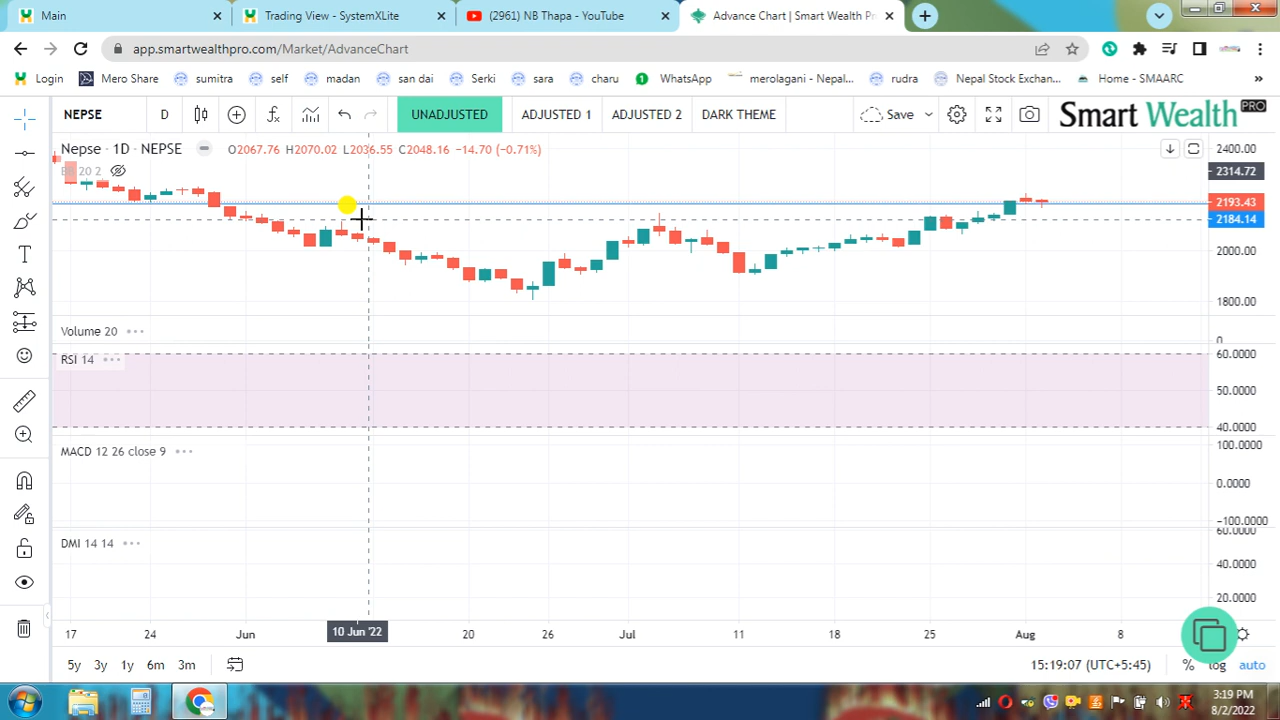 Main
Trading View - SystemXLite
(2961) NB Thapa - YouTube
Advance Chart | Smart Wealth Pr
app.smartwealthpro.com/Market/AdvanceChart
Login
Mero Share
sumitra
self
madan
san dai
Serki
sara
charu
1
WhatsApp
merolagani - Nepal...
rudra
Nepal Stock Exchan...
Home - SMAARC
»
NEPSE
D
UNADJUSTED
ADJUSTED 1
ADJUSTED 2
DARK THEME
Save
Smart Wealth PRO
Nepse · 1D · NEPSE
O2067.76 H2070.02 L2036.55 C2048.16 −14.70 (−0.71%)
BB 20 2
2400.00
2314.72
2193.43
2184.14
2000.00
1800.00
Volume 20
0
RSI 14
60.0000
50.0000
40.0000
MACD 12 26 close 9
100.0000
0.0000
−100.0000
DMI 14 14
60.0000
40.0000
20.0000
17
24
Jun
10 Jun '22
20
26
Jul
11
18
25
Aug
8
5y
3y
1y
6m
3m
15:19:07 (UTC+5:45)
%
log
auto
3:19 PM
8/2/2022